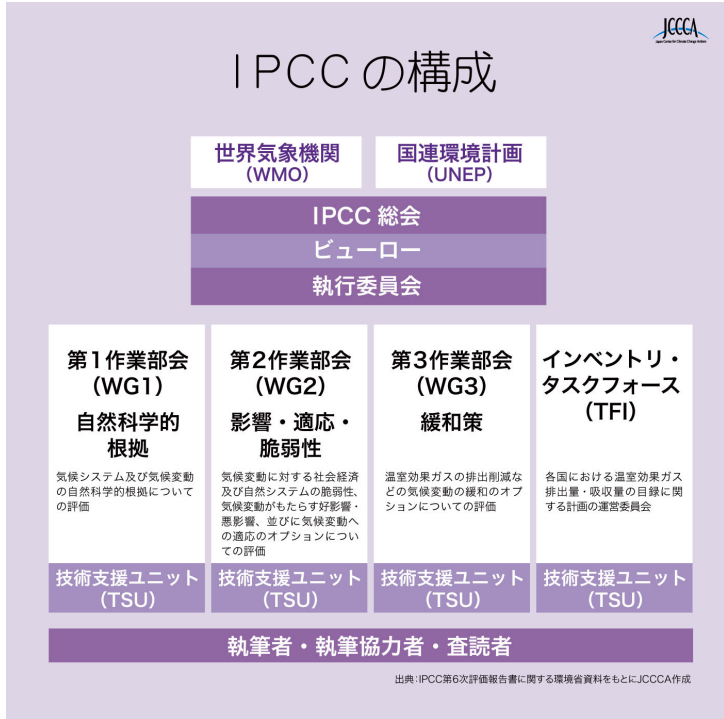 JCCCA
Japan Center for Climate Change Actions
IPCCの構成
世界気象機関
(WMO)
国連環境計画
(UNEP)
IPCC 総会
ビューロー
執行委員会
第1作業部会
(WG1)
自然科学的
根拠
気候システム及び気候変動
の自然科学的根拠について
の評価
技術支援ユニット
(TSU)
第2作業部会
(WG2)
影響・適応・
脆弱性
気候変動に対する社会経済
及び自然システムの脆弱性、
気候変動がもたらす好影響・
悪影響、並びに気候変動へ
の適応のオプションについ
ての評価
技術支援ユニット
(TSU)
第3作業部会
(WG3)
緩和策
温室効果ガスの排出削減な
どの気候変動の緩和のオプ
ションについての評価
技術支援ユニット
(TSU)
インベントリ・
タスクフォース
(TFI)
各国における温室効果ガス
排出量・吸収量の目録に関
する計画の運営委員会
技術支援ユニット
(TSU)
執筆者・執筆協力者・査読者
出典:IPCC第6次評価報告書に関する環境省資料をもとにJCCCA作成